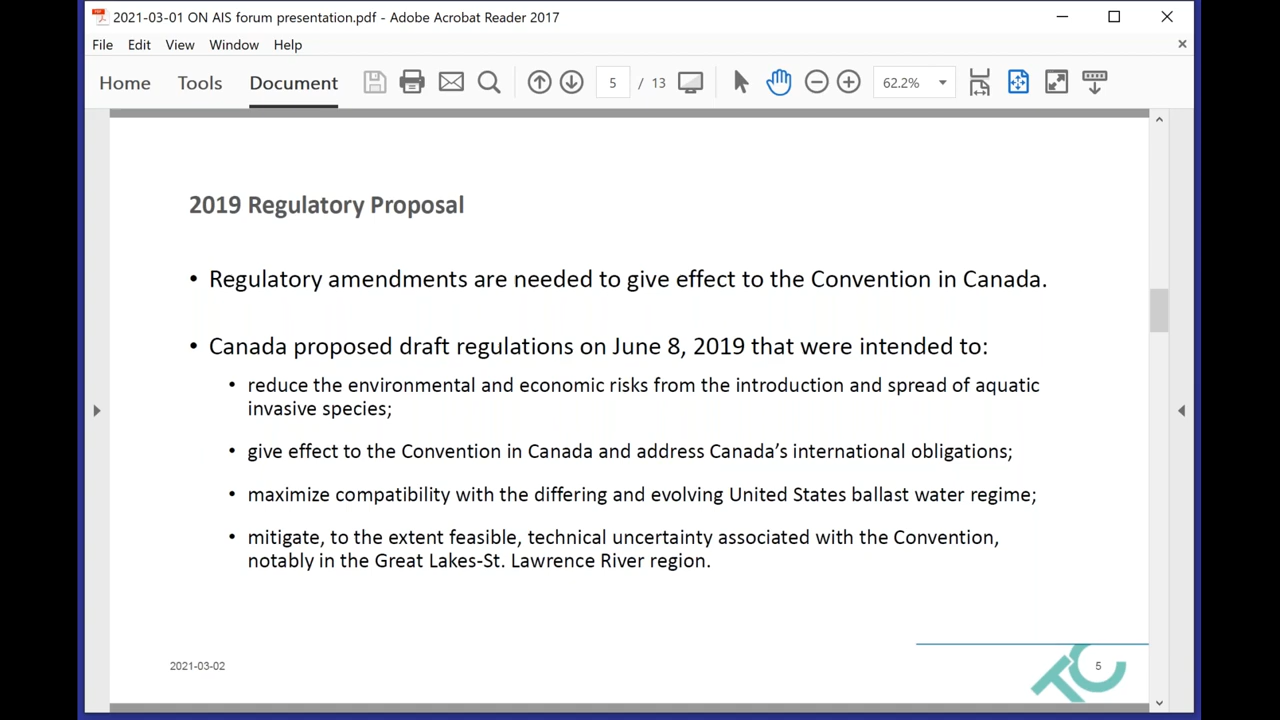 2021-03-01 ON AIS forum presentation.pdf - Adobe Acrobat Reader 2017
File Edit View Window Help
Home Tools Document 5 / 13 62.2%
2019 Regulatory Proposal
• Regulatory amendments are needed to give effect to the Convention in Canada.
• Canada proposed draft regulations on June 8, 2019 that were intended to:
• reduce the environmental and economic risks from the introduction and spread of aquatic
invasive species;
• give effect to the Convention in Canada and address Canada's international obligations;
• maximize compatibility with the differing and evolving United States ballast water regime;
• mitigate, to the extent feasible, technical uncertainty associated with the Convention,
notably in the Great Lakes-St. Lawrence River region.
2021-03-02
TC 5